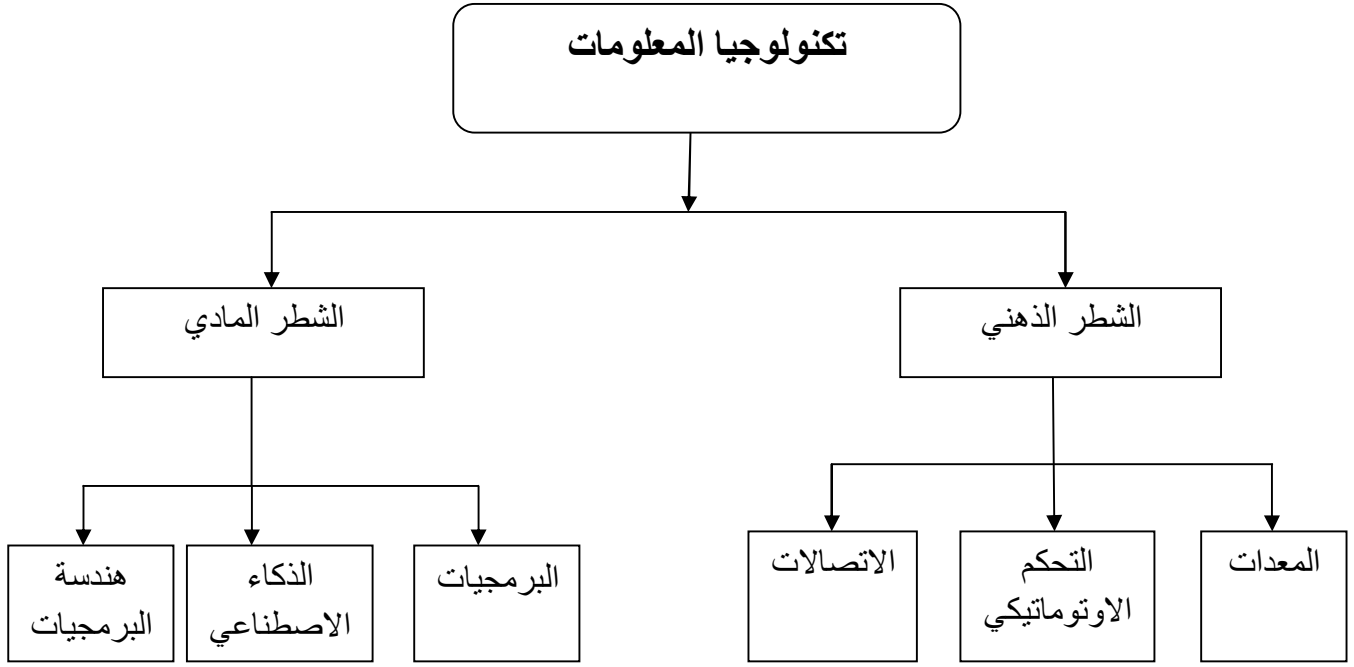 تكنولوجيا المعلومات
الشطر الذهني
الشطر المادي
المعدات
التحكم
الاوتوماتيكي
الاتصالات
البرمجيات
الذكاء
الاصطناعي
هندسة
البرمجيات